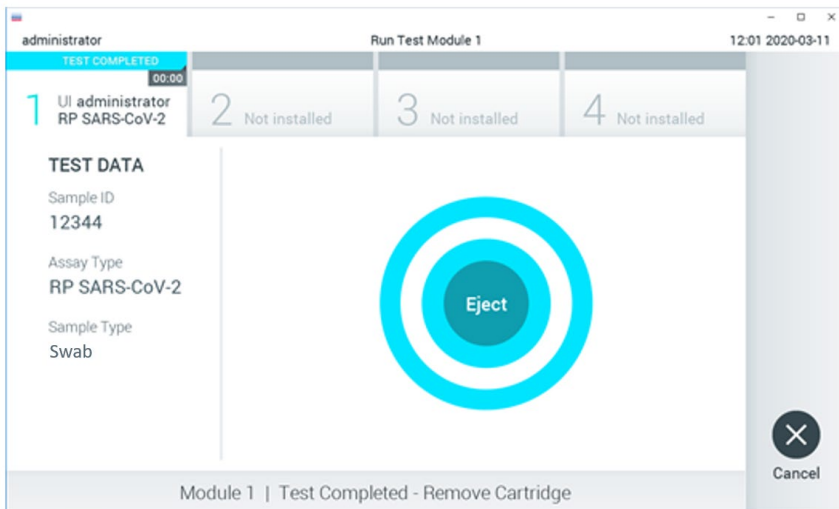 administrator Run Test Module 1 12:01 2020-03-11
TEST COMPLETED
00:00
1 UI administrator
RP SARS-CoV-2
2 Not installed
3 Not installed
4 Not installed
TEST DATA
Sample ID
12344
Assay Type
RP SARS-CoV-2
Sample Type
Swab
Eject
Cancel
Module 1 | Test Completed - Remove Cartridge